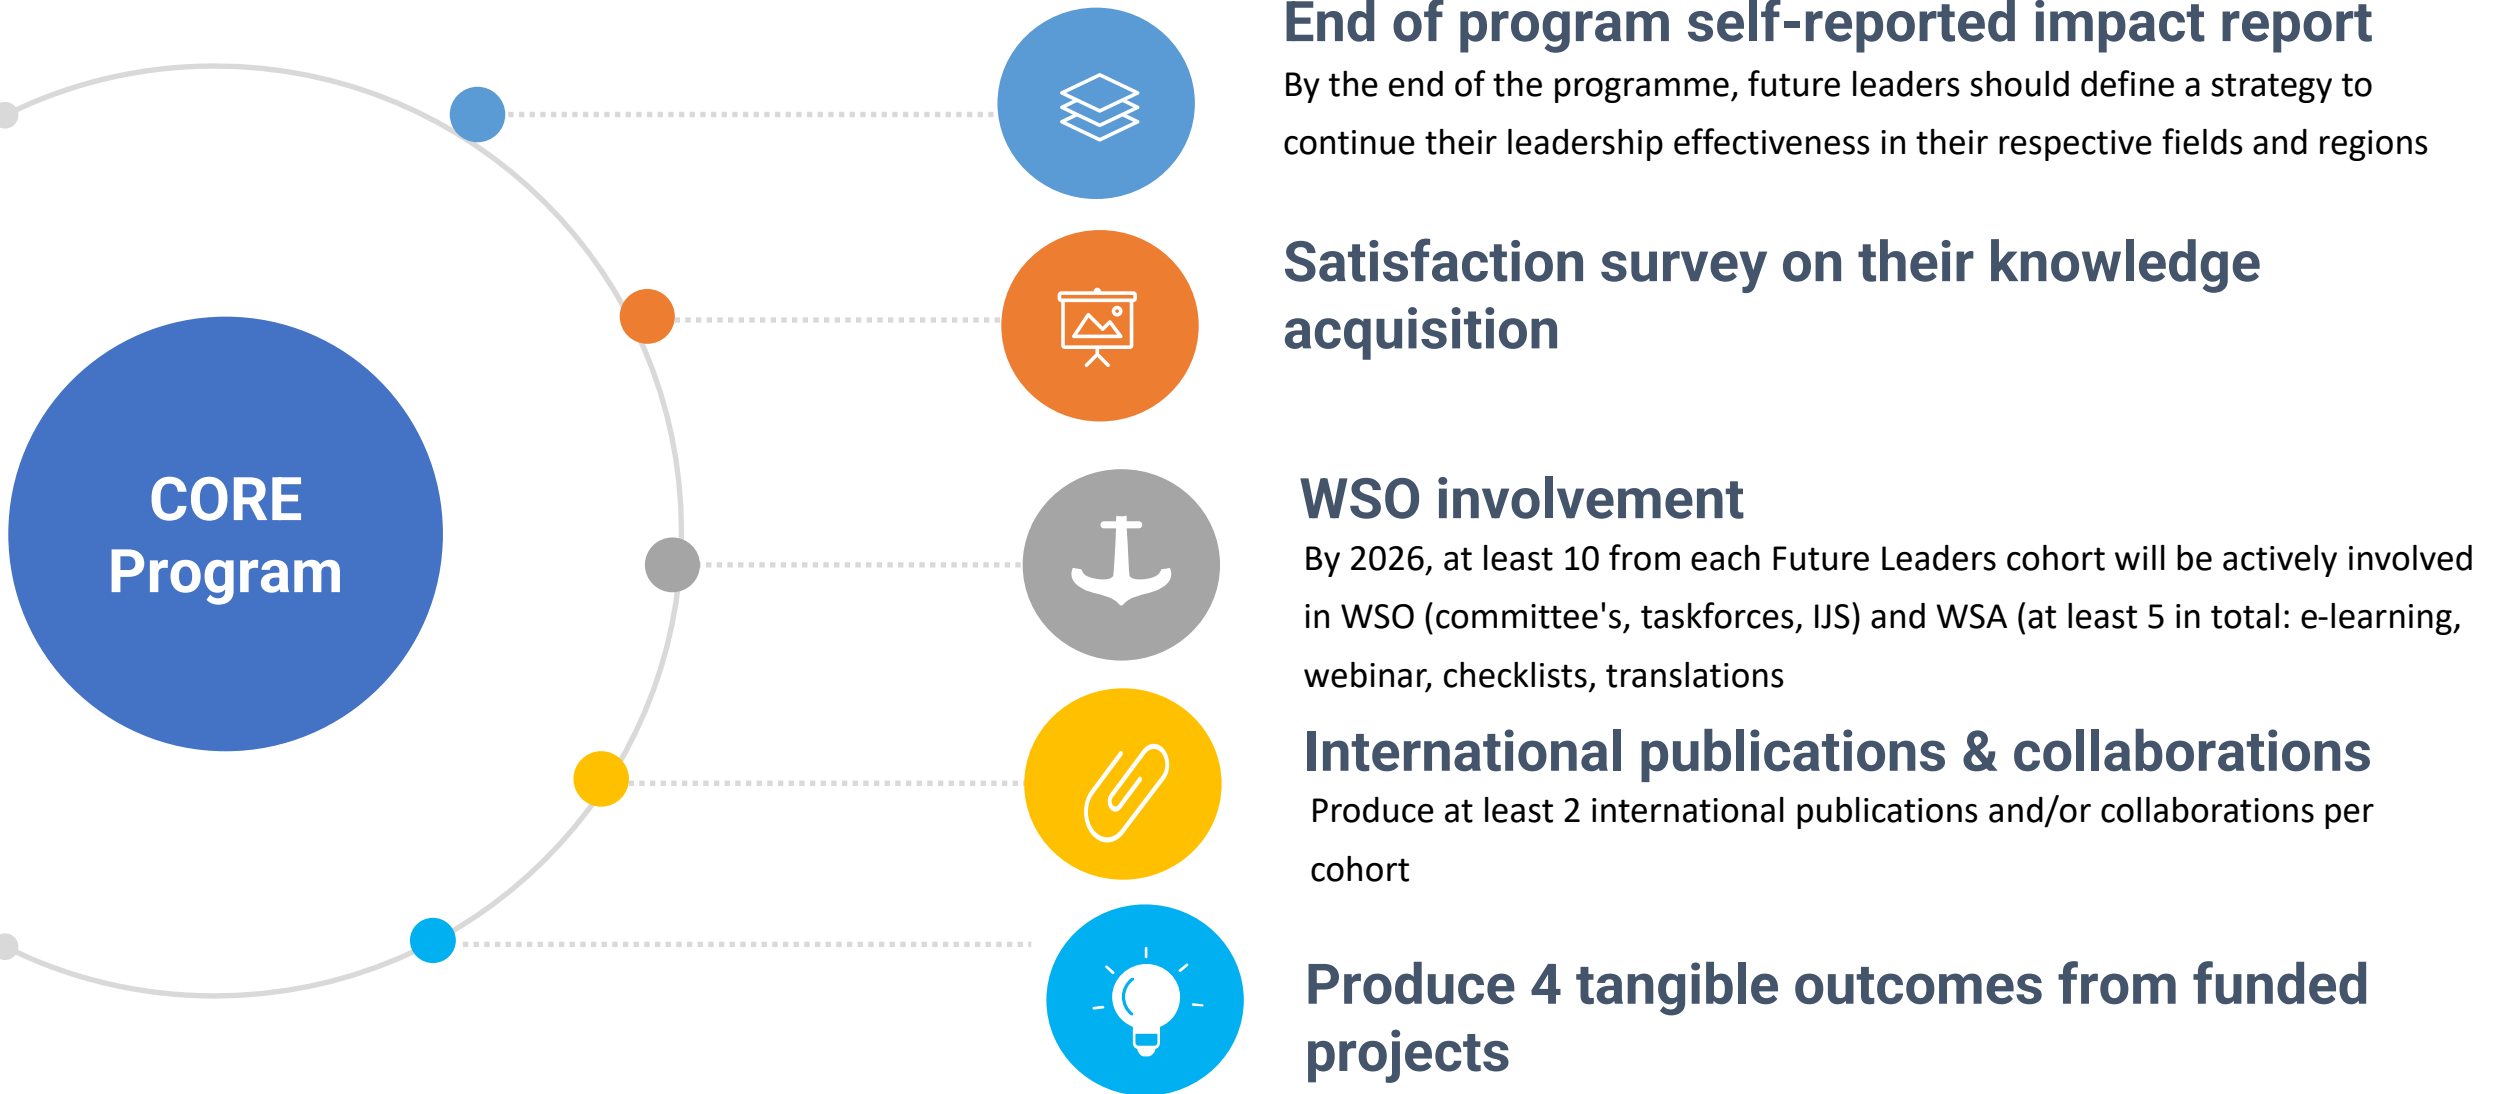 End of program self-reported impact report
By the end of the programme, future leaders should define a strategy to
continue their leadership effectiveness in their respective fields and regions
Satisfaction survey on their knowledge
acquisition
CORE
Program
WSO involvement
By 2026, at least 10 from each Future Leaders cohort will be actively involved
in WSO (committee's, taskforces, IJS) and WSA (at least 5 in total: e-learning,
webinar, checklists, translations
International publications & collaborations
Produce at least 2 international publications and/or collaborations per
cohort
Produce 4 tangible outcomes from funded
projects